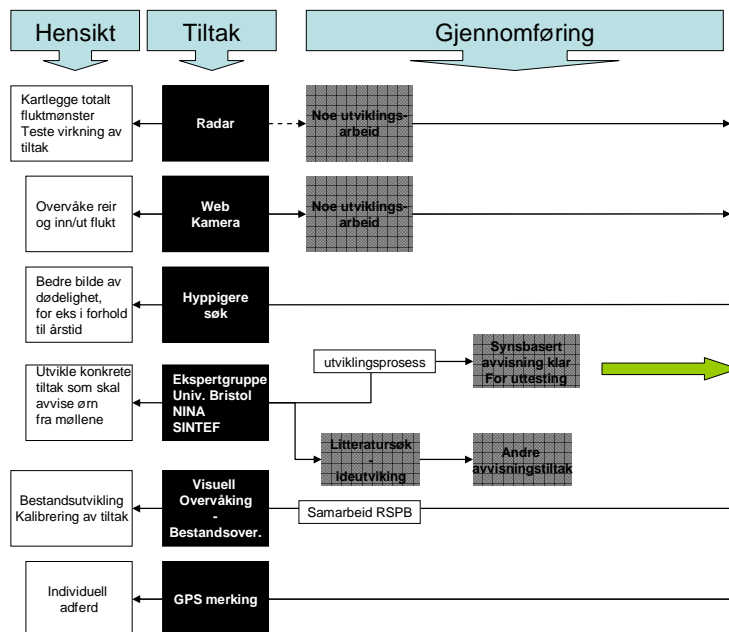 Hensikt
Tiltak
Gjennomføring
Kartlegge totalt
fluktmønster
Teste virkning av
tiltak
Radar
Noe utviklings-
arbeid
Overvåke reir
og inn/ut flukt
Web
Kamera
Noe utviklings-
arbeid
Bedre bilde av
dødelighet,
for eks i forhold
til årstid
Hyppigere
søk
Utvikle konkrete
tiltak som skal
avvise ørn
fra møllene
Ekspertgruppe
Univ. Bristol
NINA
SINTEF
utviklingsprosess
Synsbasert
avvisning klar
For uttesting
Litteratursøk
-
ideutviking
Andre
avvisningstiltak
Bestandsutvikling
Kalibrering av tiltak
Visuell
Overvåking
-
Bestandsover.
Samarbeid RSPB
Individuell
adferd
GPS merking